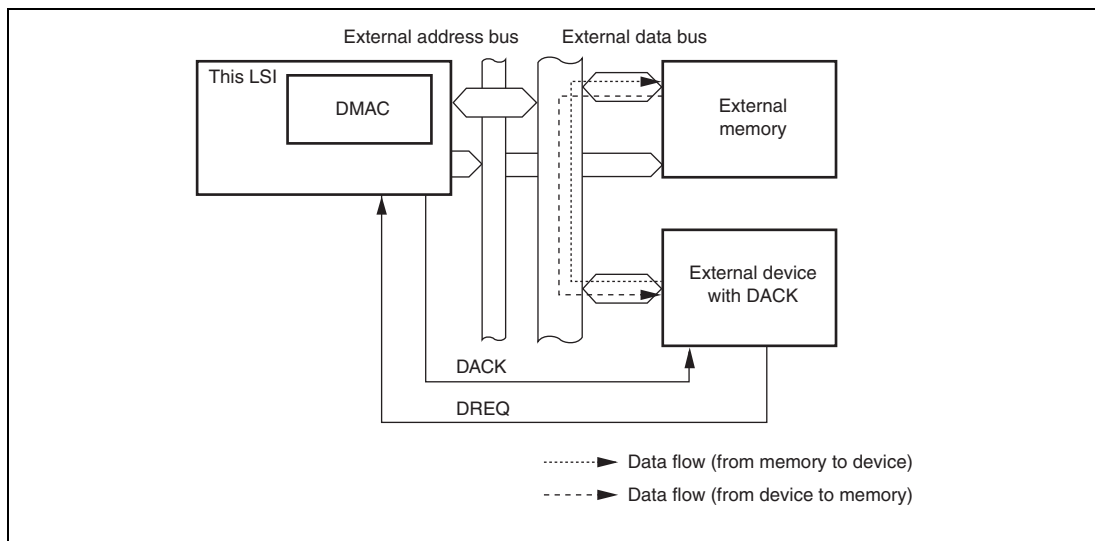 External address bus
External data bus
This LSI
DMAC
External
memory
External device
with DACK
DACK
DREQ
Data flow (from memory to device)
Data flow (from device to memory)